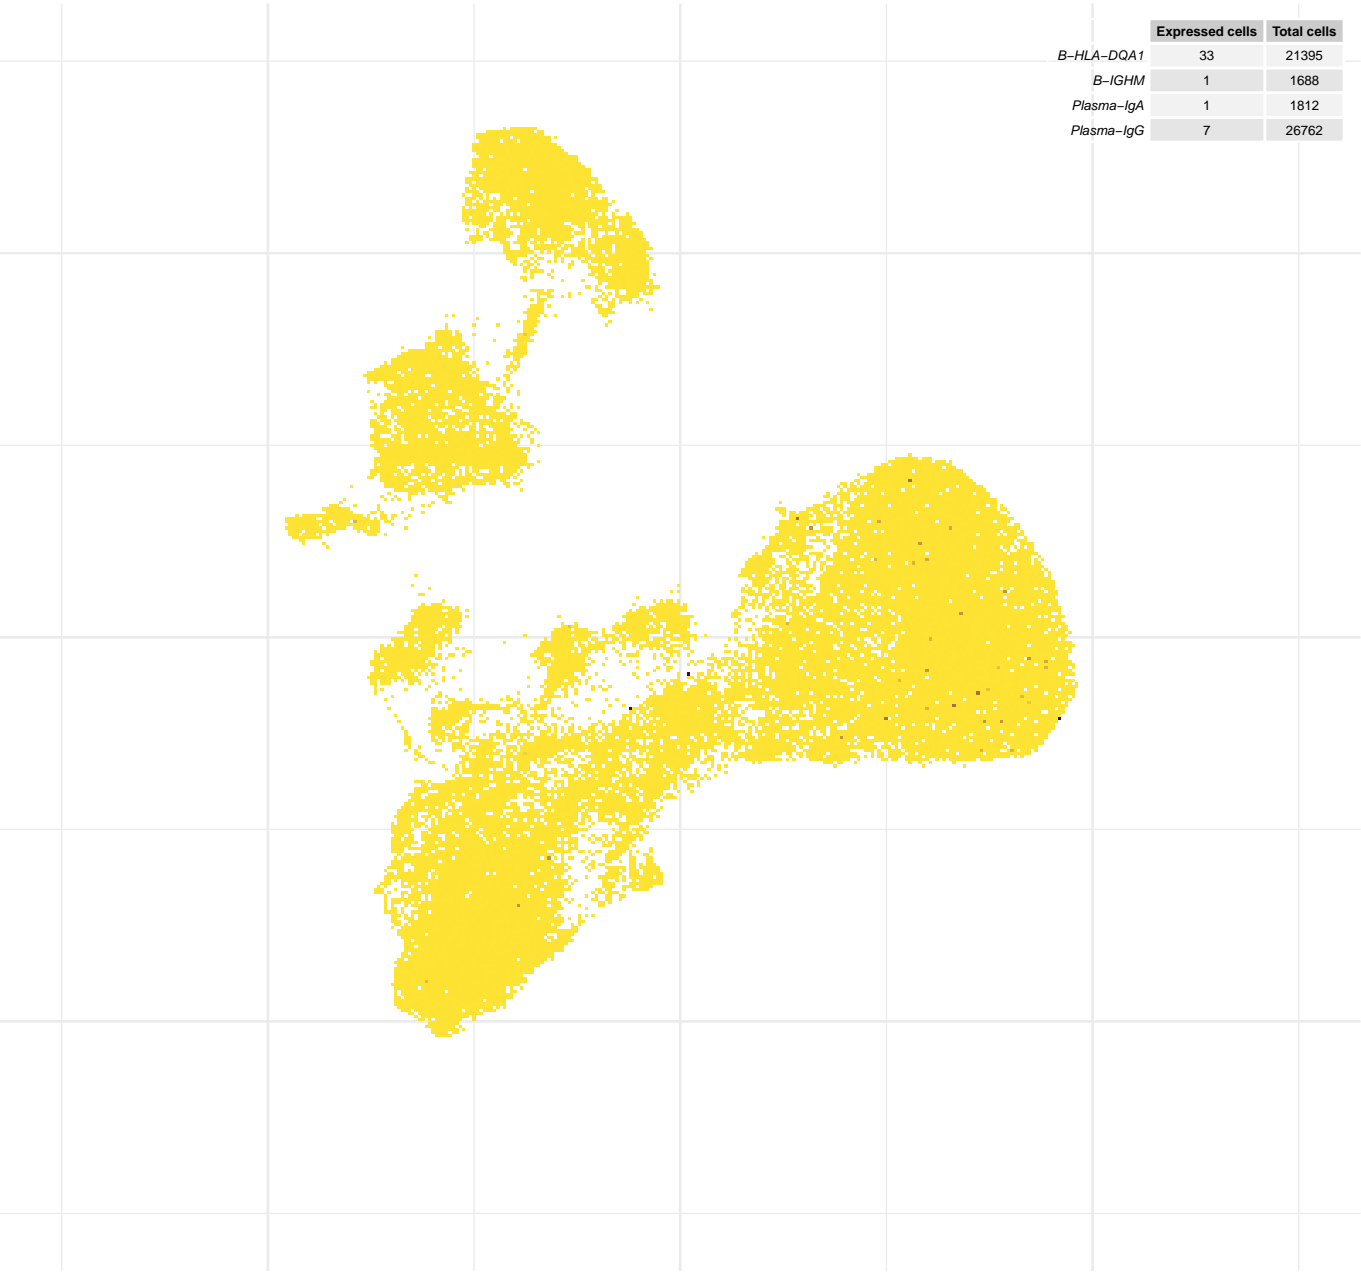 Expressed cells Total cells
B−HLA−DQA1 33 21395
B−IGHM 1 1688
Plasma−IgA 1 1812
Plasma−IgG 7 26762